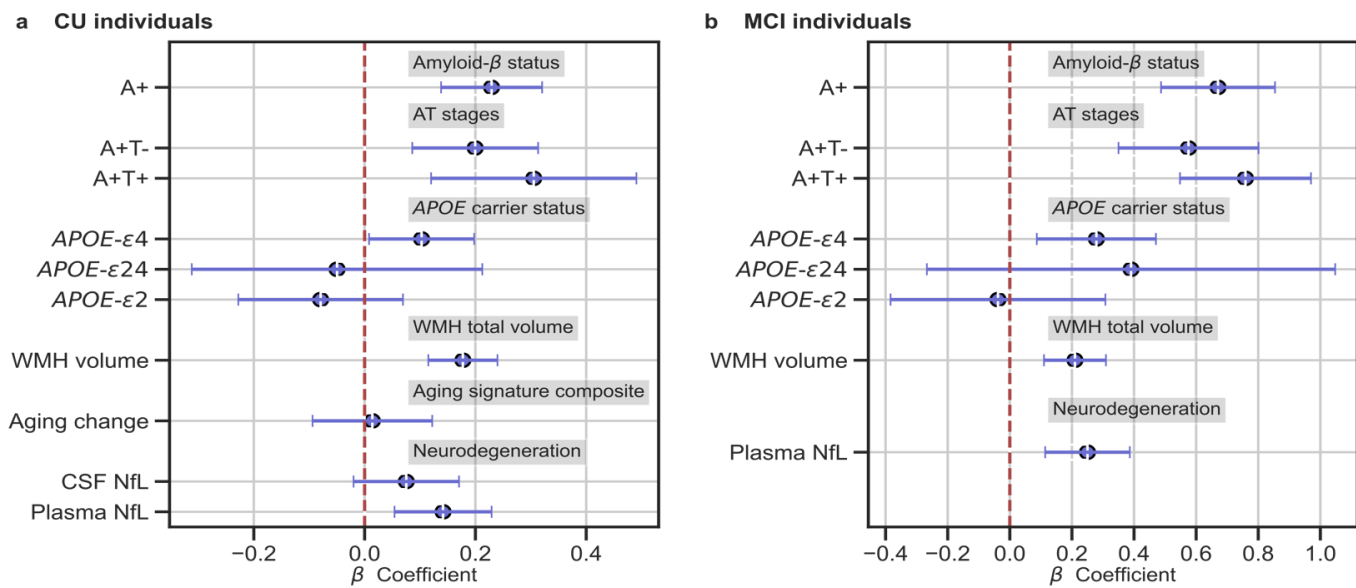 a CU individuals
Amyloid-β status
A+
AT stages
A+T-
A+T+
APOE carrier status
APOE-ε4
APOE-ε24
APOE-ε2
WMH total volume
WMH volume
Aging signature composite
Aging change
Neurodegeneration
CSF NfL
Plasma NfL
−0.2 0.0 0.2 0.4
β Coefficient
b MCI individuals
Amyloid-β status
A+
AT stages
A+T-
A+T+
APOE carrier status
APOE-ε4
APOE-ε24
APOE-ε2
WMH total volume
WMH volume
Neurodegeneration
Plasma NfL
−0.4 −0.2 0.0 0.2 0.4 0.6 0.8 1.0
β Coefficient